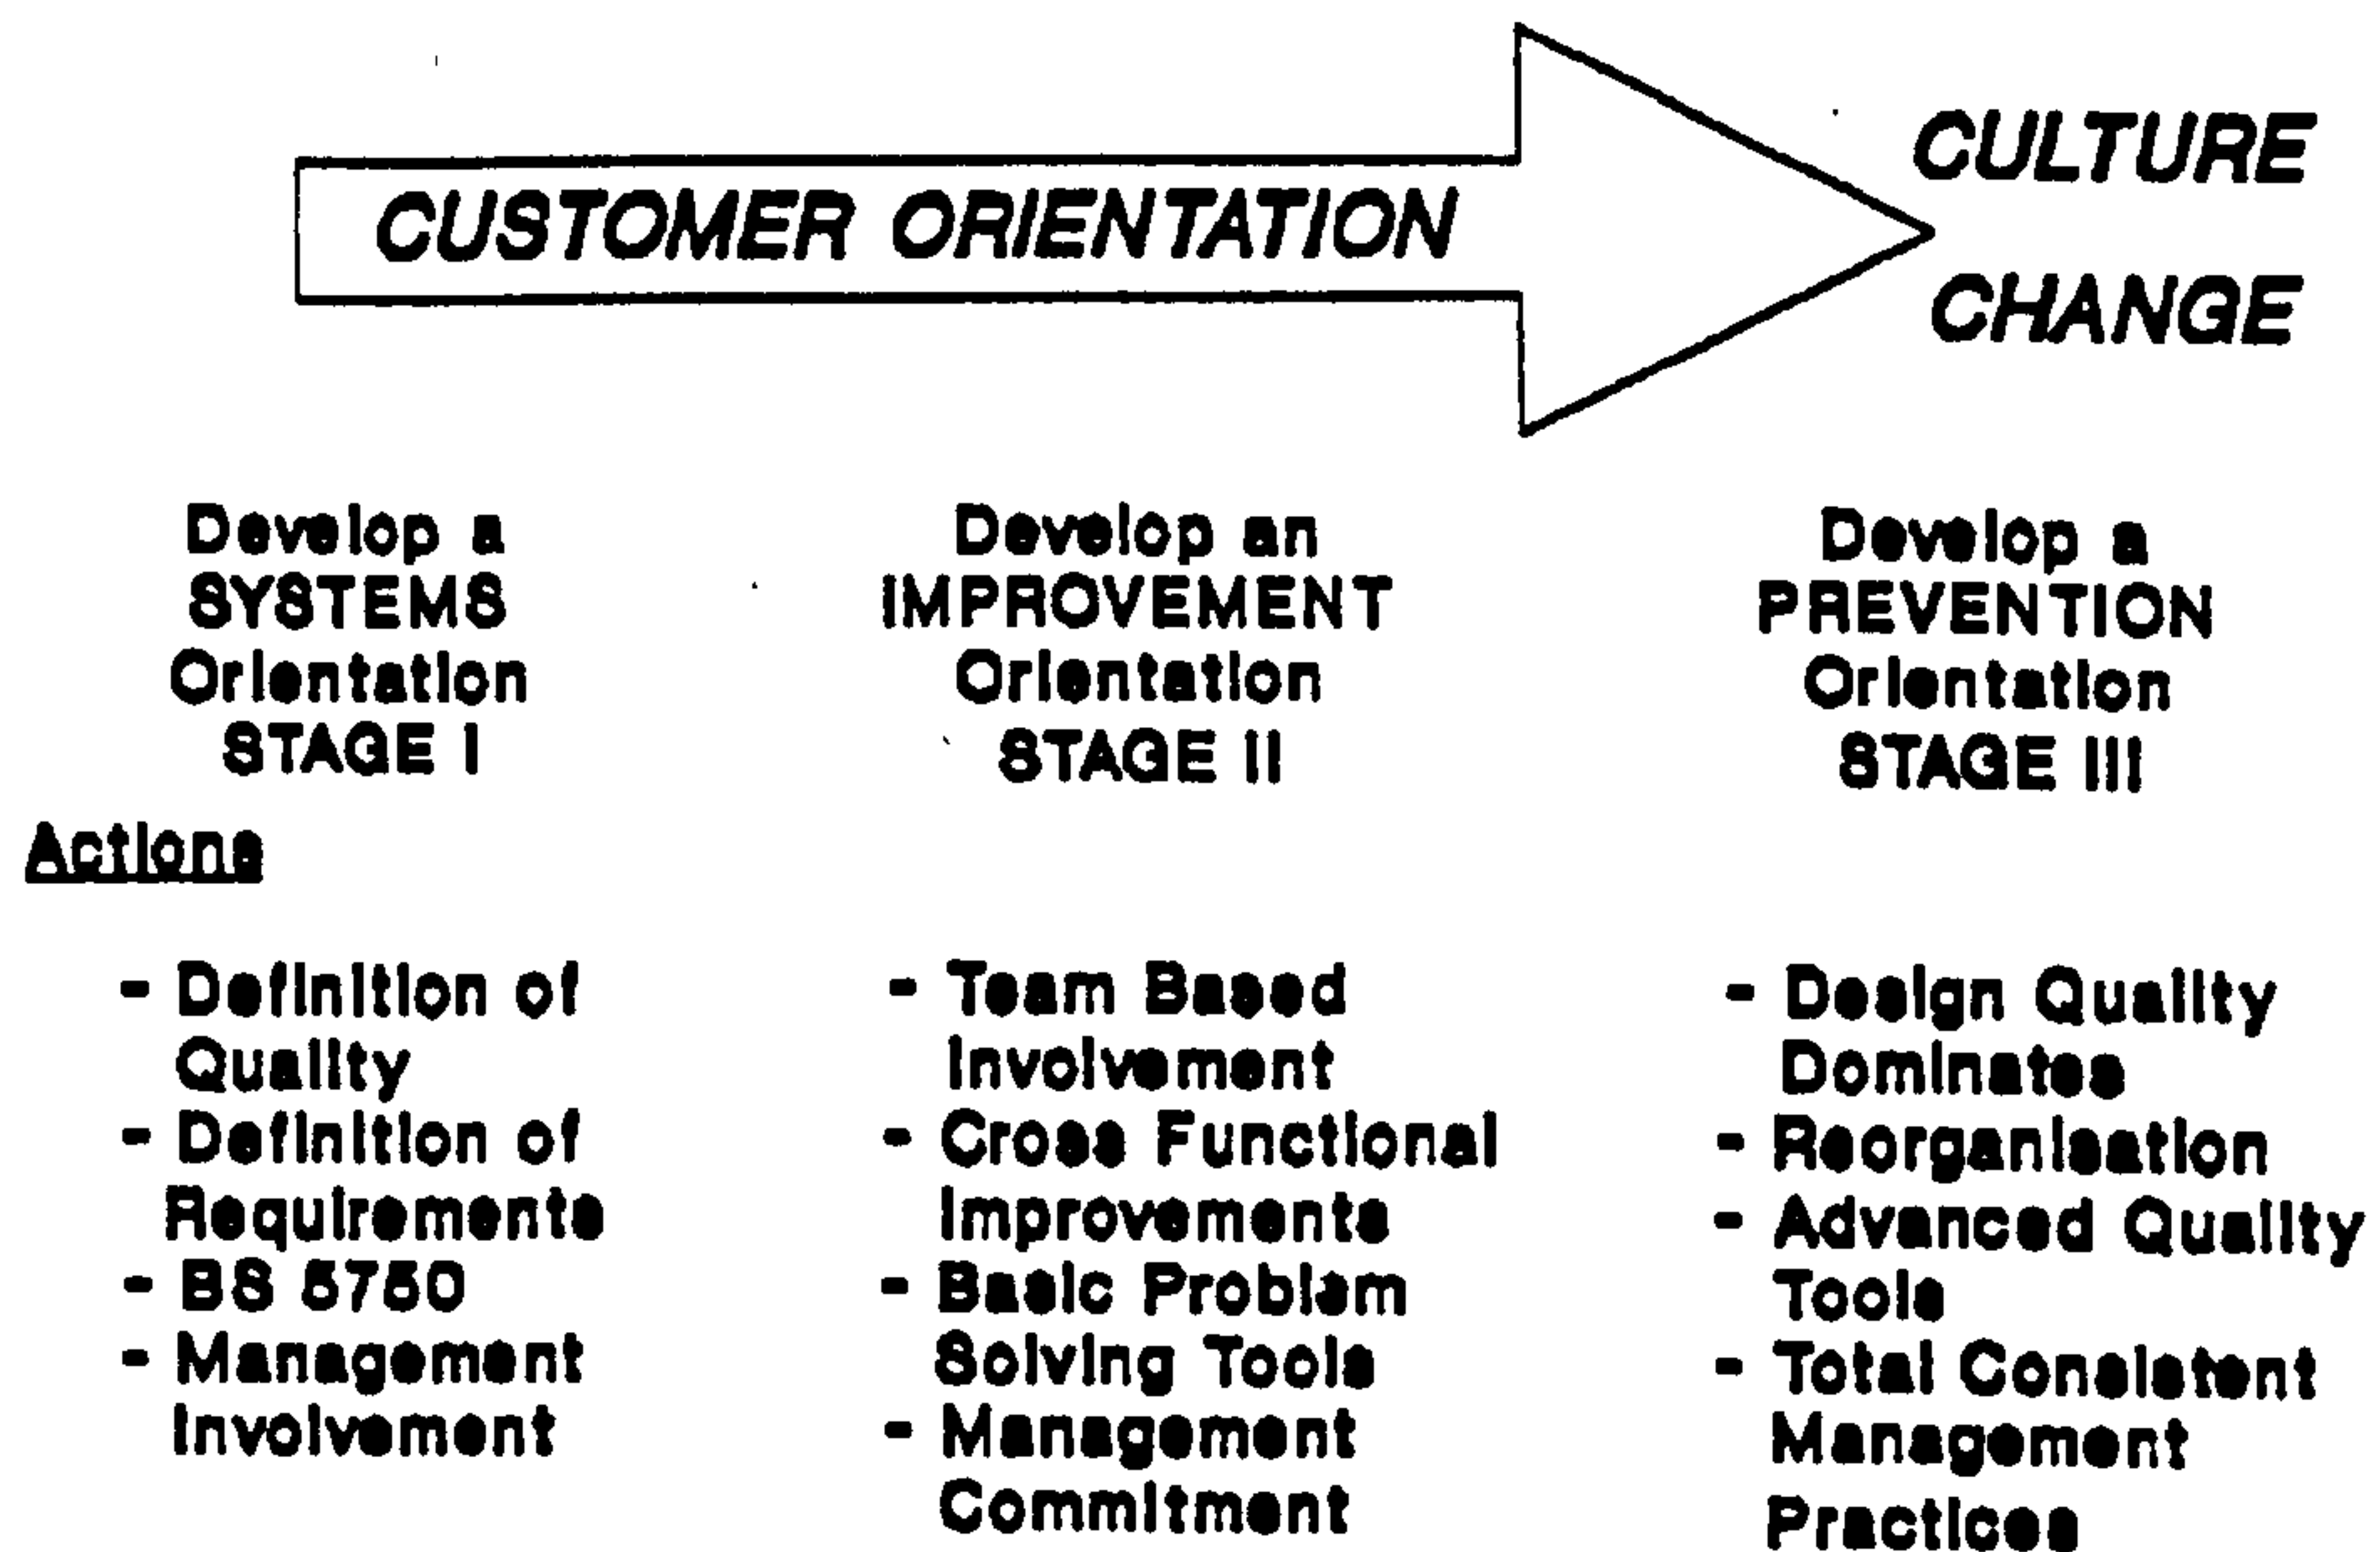 CUSTOMER ORIENTATION
CULTURE
CHANGE
Develop a
SYSTEMS
Orientation
STAGE I
Develop an
IMPROVEMENT
Orientation
STAGE II
Develop a
PREVENTION
Orientation
STAGE III
Actions
- Definition of
Quality
- Definition of
Requirements
- BS 5750
- Management
Involvement
- Team Based
Involvement
- Cross Functional
Improvements
- Basic Problem
Solving Tools
- Management
Commitment
- Design Quality
Dominates
- Reorganisation
- Advanced Quality
Tools
- Total Consistent
Management
Practices